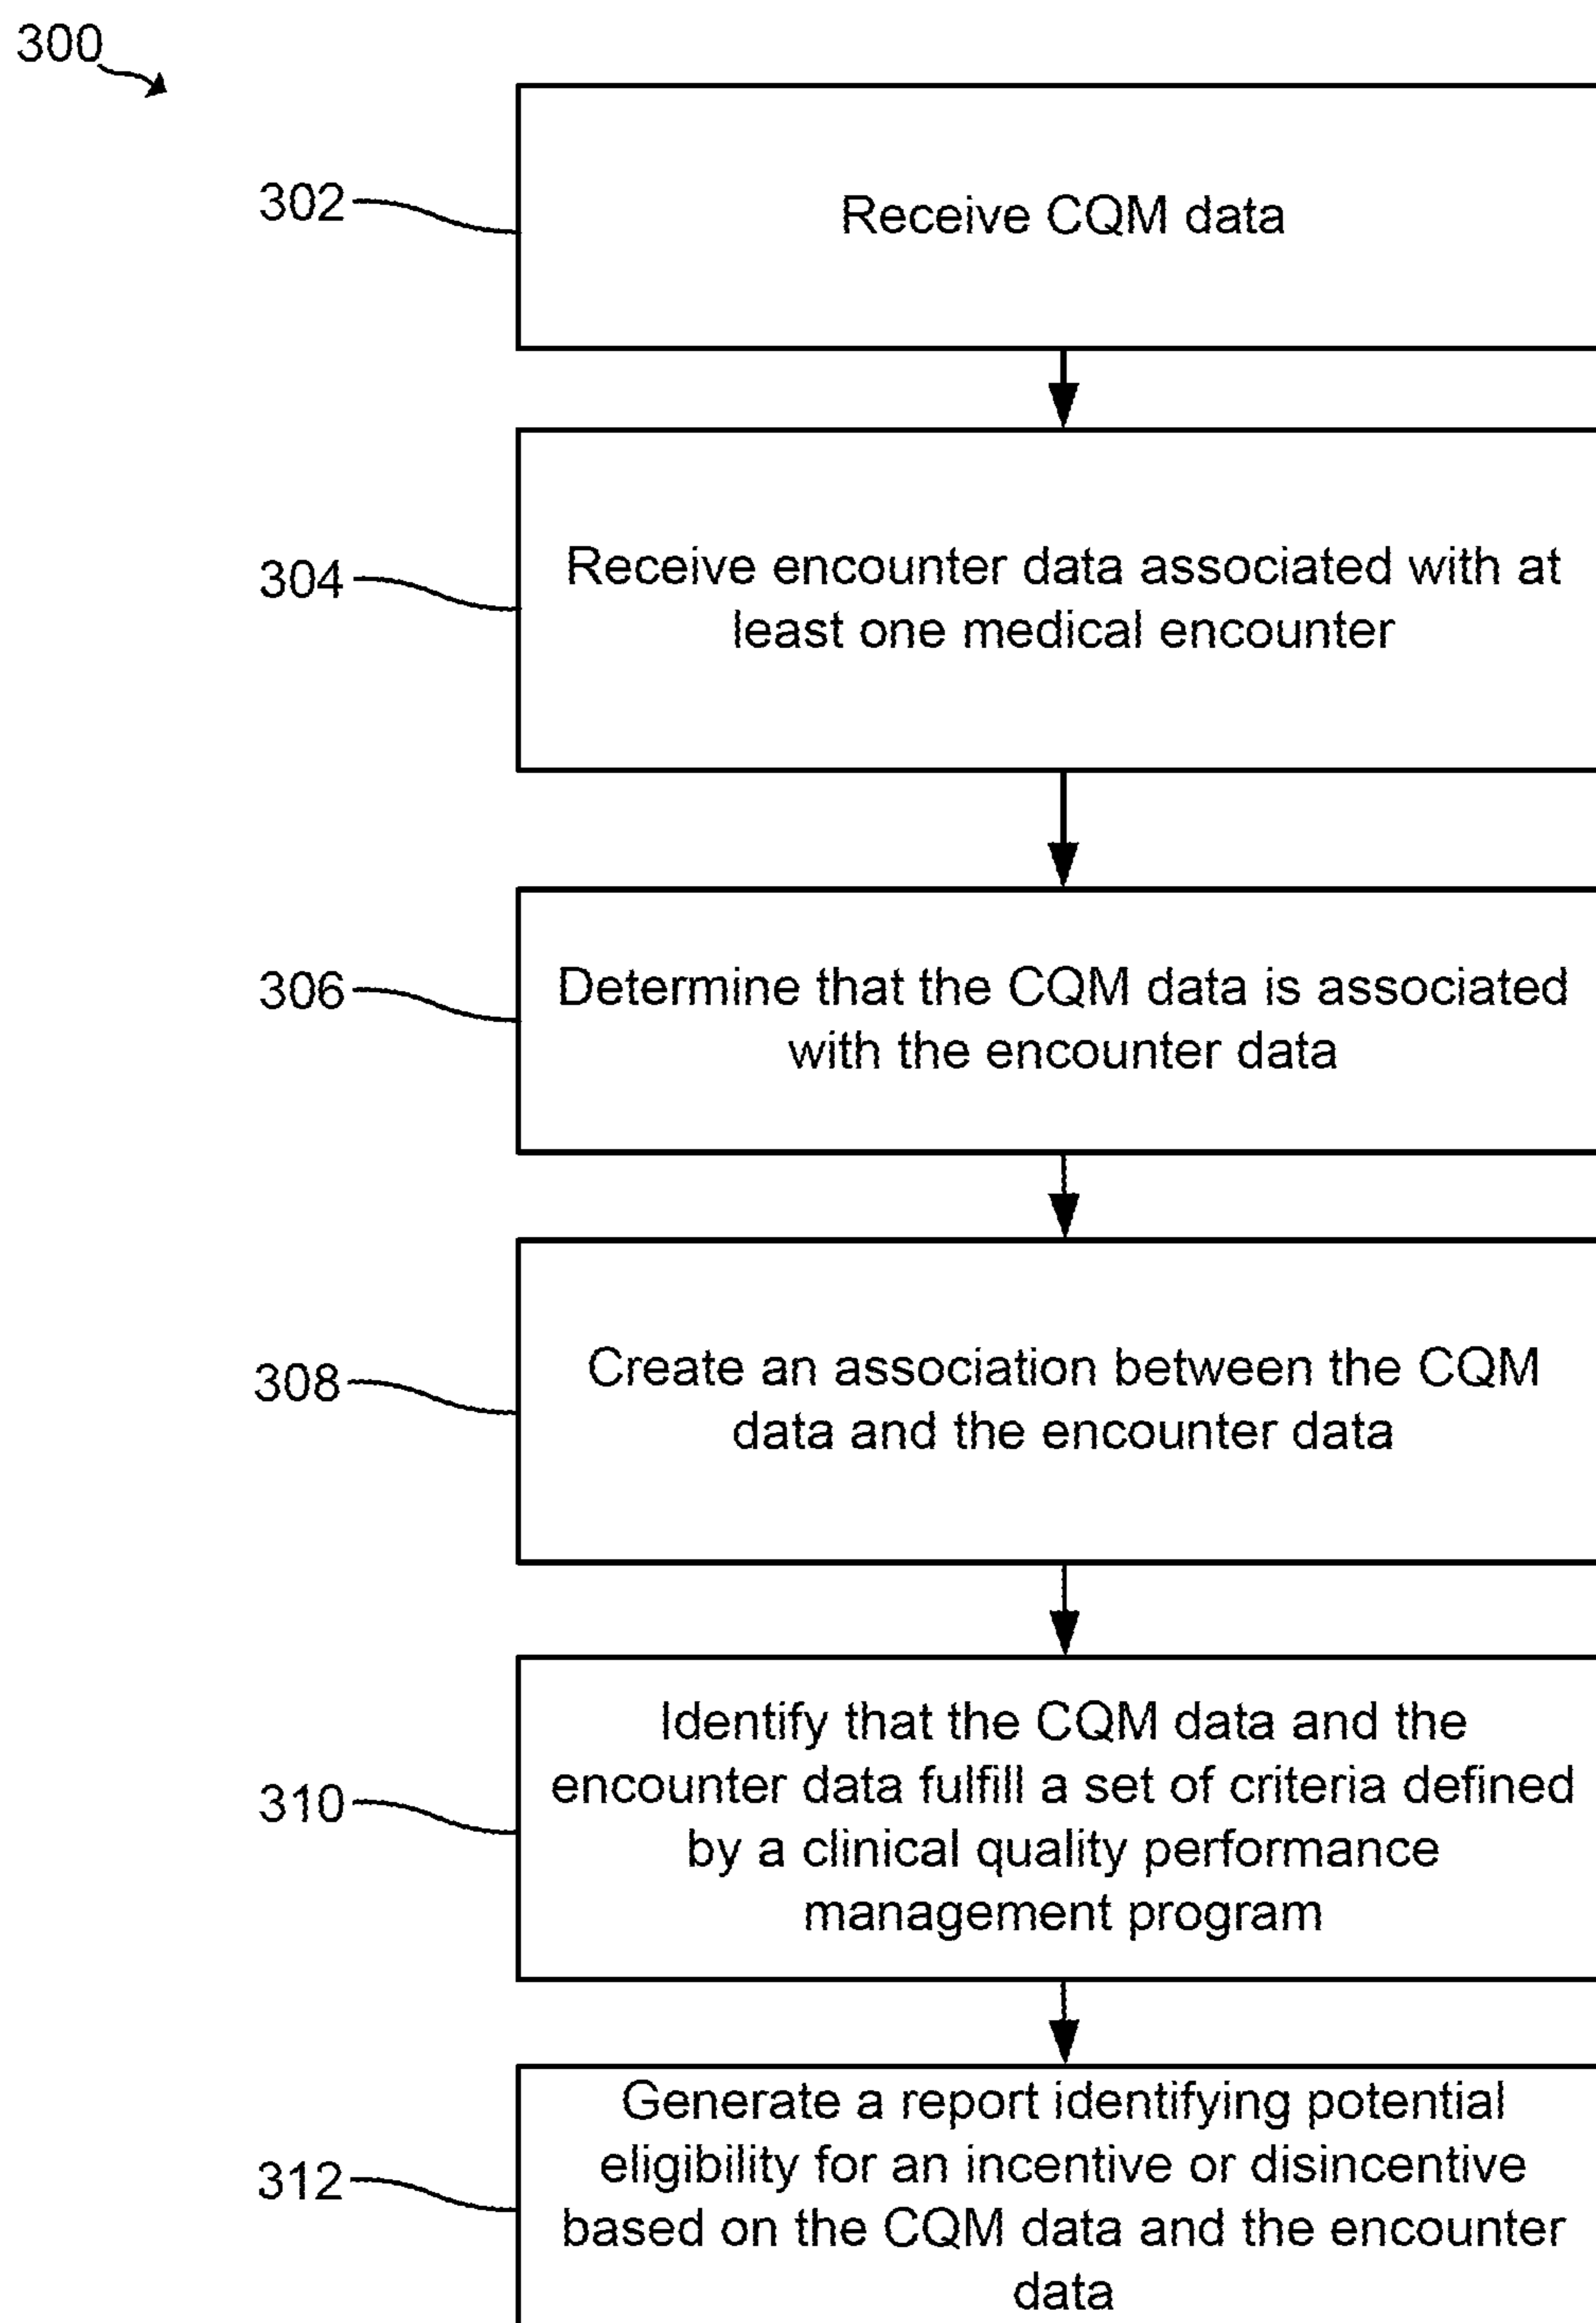 300
302
Receive CQM data
304
Receive encounter data associated with at
least one medical encounter
306
Determine that the CQM data is associated
with the encounter data
308
Create an association between the CQM
data and the encounter data
310
Identify that the CQM data and the
encounter data fulfill a set of criteria defined
by a clinical quality performance
management program
312
Generate a report identifying potential
eligibility for an incentive or disincentive
based on the CQM data and the encounter
data